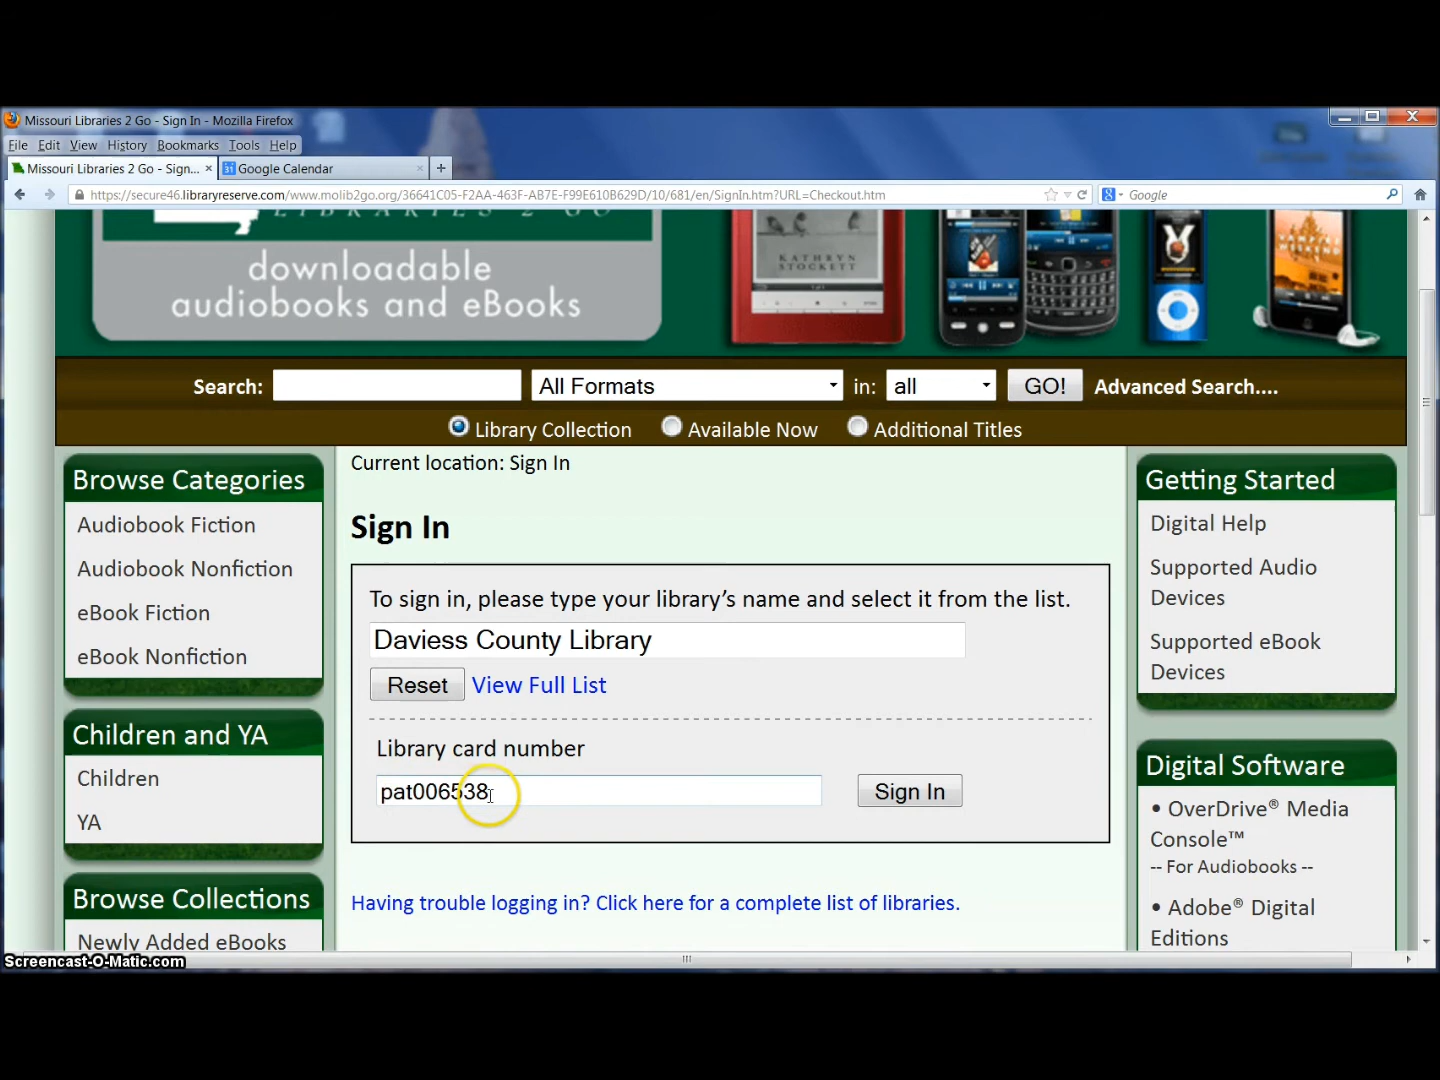 Missouri Libraries 2 Go - Sign In - Mozilla Firefox
File Edit View History Bookmarks Tools Help
Missouri Libraries 2 Go - Sign... × Google Calendar × +
https://secure46.libraryreserve.com/www.molib2go.org/36641C05-F2AA-463F-AB7E-F99E610B629D/10/681/en/SignIn.htm?URL=Checkout.htm
Google
LIBRARIES 2 GO
downloadable
audiobooks and eBooks
KATHRYN
STOCKETT
Search: All Formats in: all GO! Advanced Search....
Library Collection Available Now Additional Titles
Browse Categories
Audiobook Fiction
Audiobook Nonfiction
eBook Fiction
eBook Nonfiction
Children and YA
Children
YA
Browse Collections
Newly Added eBooks
Current location: Sign In
Sign In
To sign in, please type your library’s name and select it from the list.
Daviess County Library
Reset View Full List
Library card number
pat006538 Sign In
Having trouble logging in? Click here for a complete list of libraries.
Getting Started
Digital Help
Supported Audio
Devices
Supported eBook
Devices
Digital Software
• OverDrive® Media
Console™
-- For Audiobooks --
• Adobe® Digital
Editions
Screencast-O-Matic.com